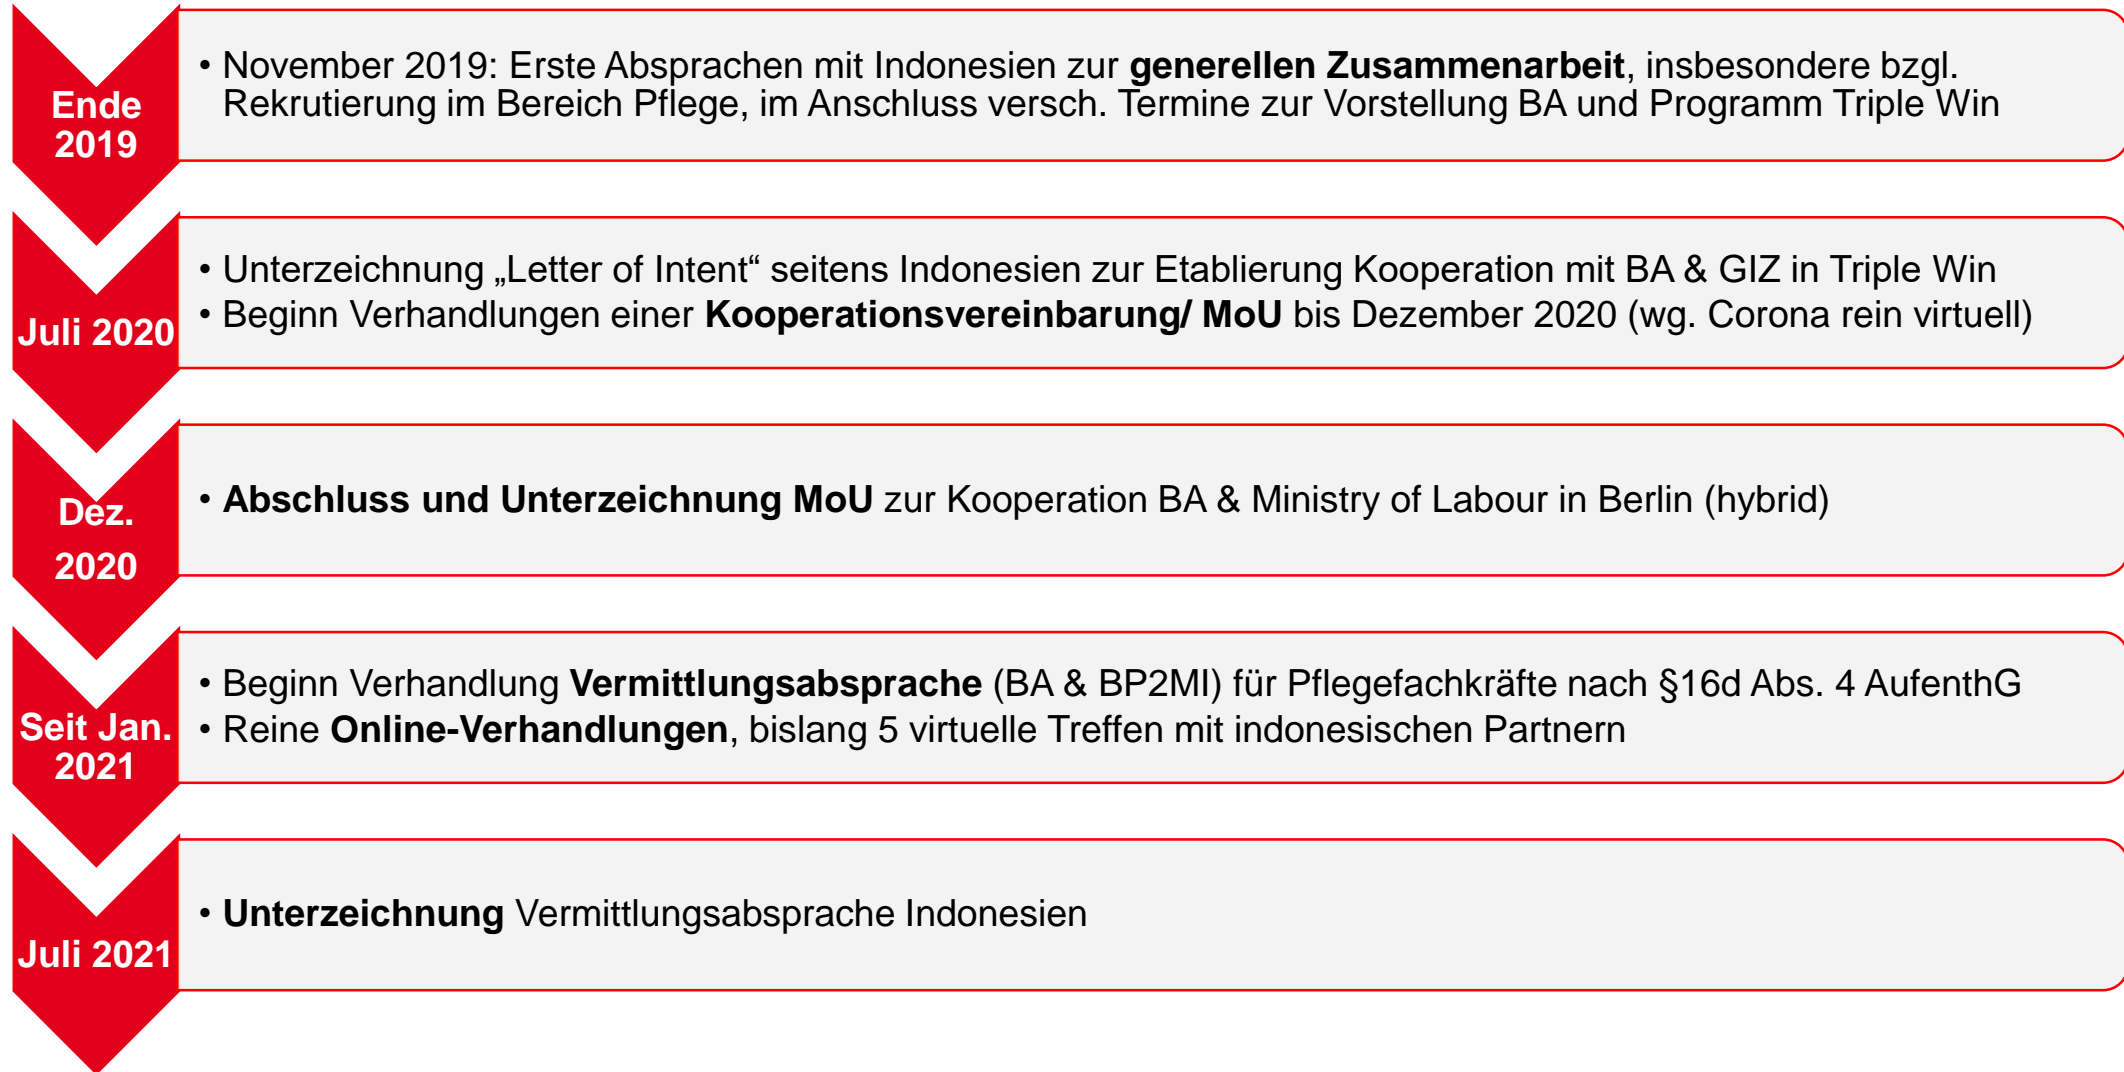 Ende
2019
• November 2019: Erste Absprachen mit Indonesien zur generellen Zusammenarbeit, insbesondere bzgl.
Rekrutierung im Bereich Pflege, im Anschluss versch. Termine zur Vorstellung BA und Programm Triple Win
Juli 2020
• Unterzeichnung „Letter of Intent“ seitens Indonesien zur Etablierung Kooperation mit BA & GIZ in Triple Win
• Beginn Verhandlungen einer Kooperationsvereinbarung/ MoU bis Dezember 2020 (wg. Corona rein virtuell)
Dez.
2020
• Abschluss und Unterzeichnung MoU zur Kooperation BA & Ministry of Labour in Berlin (hybrid)
Seit Jan.
2021
• Beginn Verhandlung Vermittlungsabsprache (BA & BP2MI) für Pflegefachkräfte nach §16d Abs. 4 AufenthG
• Reine Online-Verhandlungen, bislang 5 virtuelle Treffen mit indonesischen Partnern
Juli 2021
• Unterzeichnung Vermittlungsabsprache Indonesien